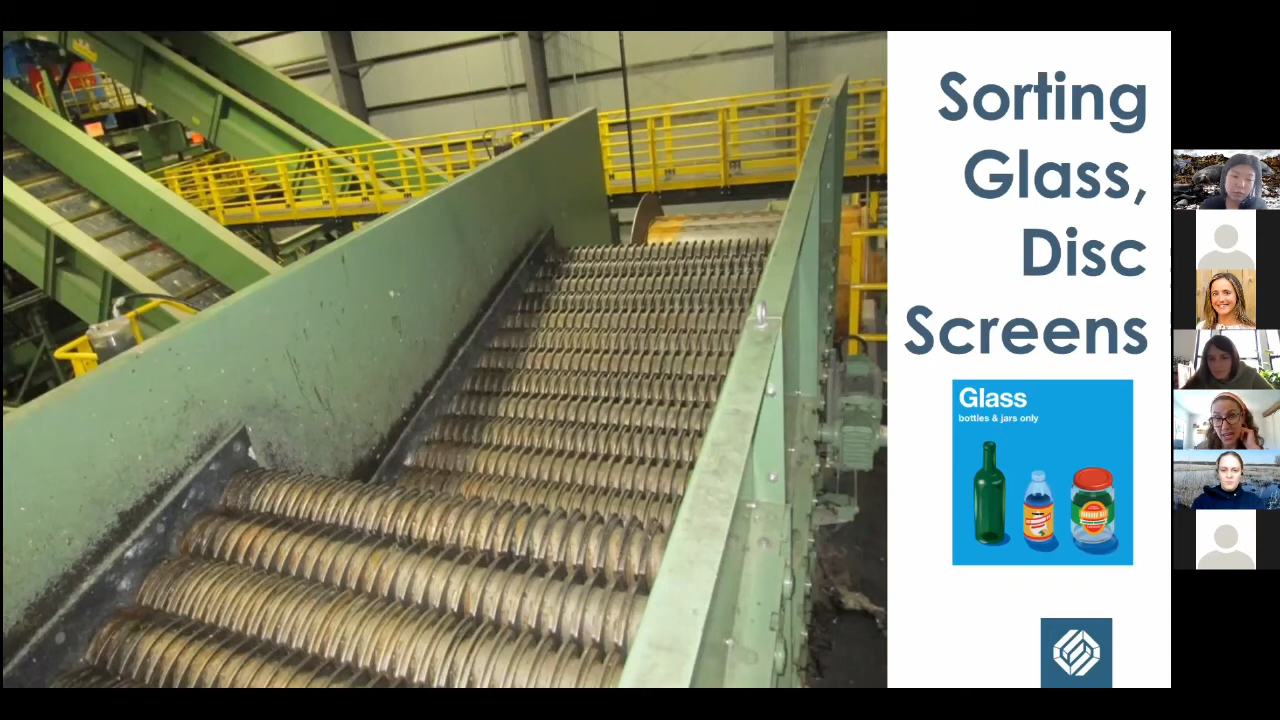 Sorting
Glass,
Disc
Screens
Glass
bottles & jars only